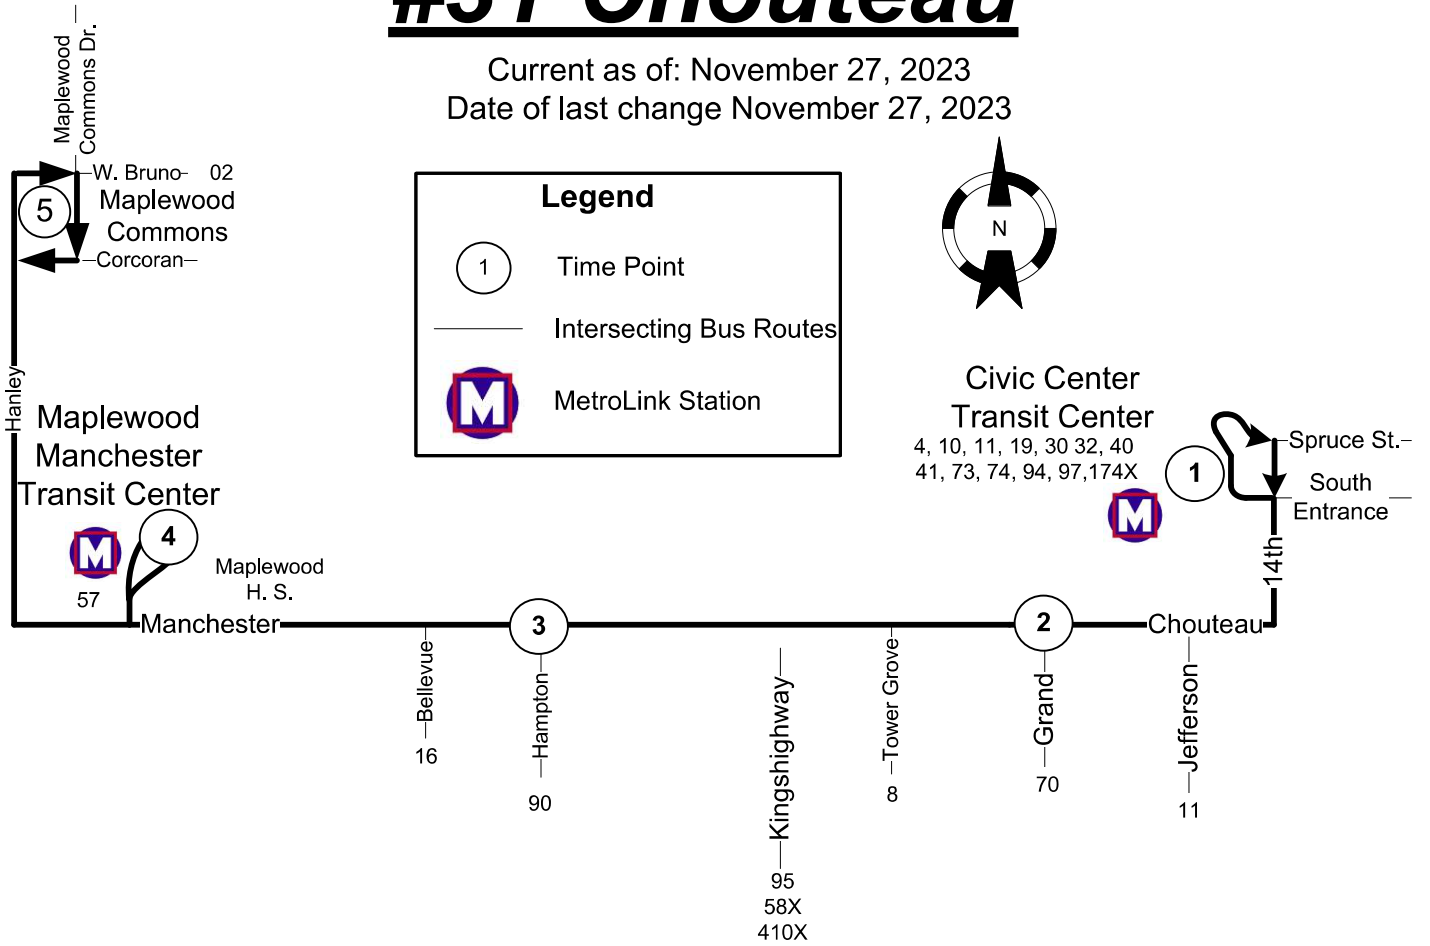 #31 Chouteau
Current as of: November 27, 2023
Date of last change November 27, 2023
Maplewood
Commons Dr.
W. Bruno 02
5
Maplewood
Commons
Corcoran
Legend
1 Time Point
Intersecting Bus Routes
M MetroLink Station
N
Hanley
Maplewood
Manchester
Transit Center
M
4
57
Maplewood
H. S.
Civic Center
Transit Center
4, 10, 11, 19, 30 32, 40
41, 73, 74, 94, 97,174X
M
1
Spruce St.
South
Entrance
14th
Manchester
3
2
Chouteau
Bellevue
16
Hampton
90
Kingshighway
95
58X
410X
Tower Grove
8
Grand
70
Jefferson
11